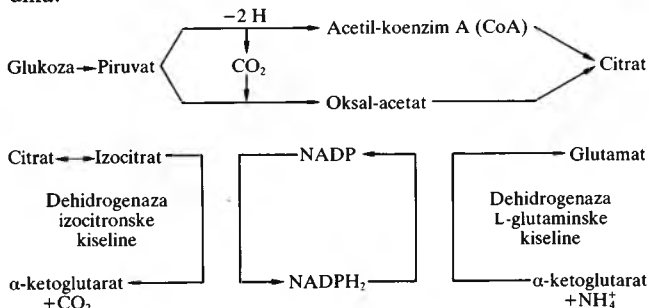 −2 H
Acetil-koenzim A (CoA)
Glukoza→Piruvat
CO₂
Citrat
Oksal-acetat
Citrat↔Izocitrat
NADP
Glutamat
Dehidrogenaza
izocitronske
kiseline
Dehidrogenaza
L-glutaminske
kiseline
α-ketoglutarat
+CO₂
NADPH₂
α-ketoglutarat
+NH₄⁺